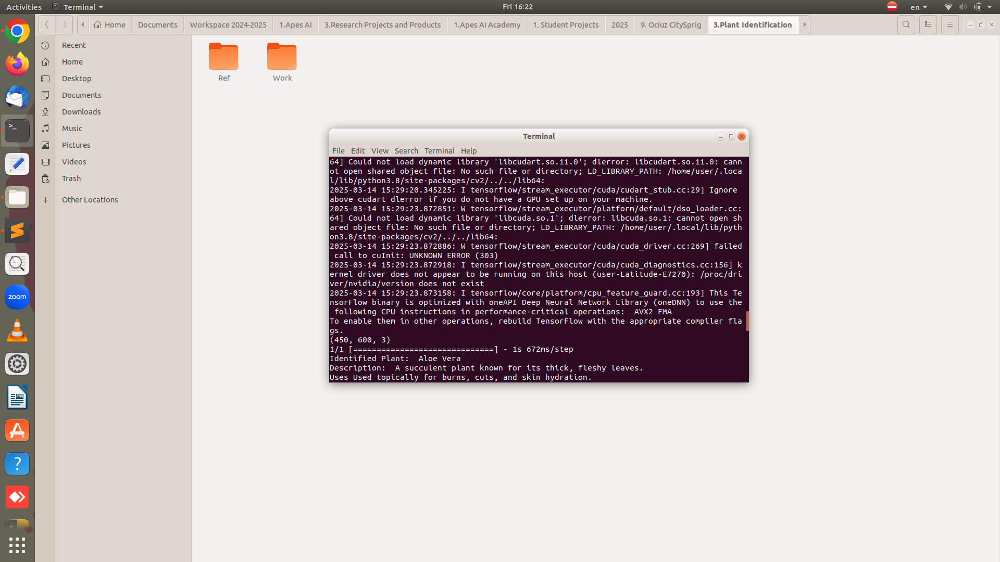 Activities
Terminal
Fri 16:22
en
Home
Documents
Workspace 2024-2025
1.Apes AI
3.Research Projects and Products
1.Apes AI Academy
1. Student Projects
2025
9. Ociuz CitySprig
3.Plant Identification
Recent
Home
Desktop
Documents
Downloads
Music
Pictures
Videos
Trash
Other Locations
Ref
Work
zoom
Terminal
File Edit View Search Terminal Help
64] Could not load dynamic library 'libcudart.so.11.0'; dlerror: libcudart.so.11.0: cann
ot open shared object file: No such file or directory; LD_LIBRARY_PATH: /home/user/.loca
l/lib/python3.8/site-packages/cv2/../../lib64:
2025-03-14 15:29:20.345225: I tensorflow/stream_executor/cuda/cudart_stub.cc:29] Ignore
above cudart dlerror if you do not have a GPU set up on your machine.
2025-03-14 15:29:23.872851: W tensorflow/stream_executor/platform/default/dso_loader.cc:
64] Could not load dynamic library 'libcuda.so.1'; dlerror: libcuda.so.1: cannot open sh
ared object file: No such file or directory; LD_LIBRARY_PATH: /home/user/.local/lib/pyth
on3.8/site-packages/cv2/../../lib64:
2025-03-14 15:29:23.872886: W tensorflow/stream_executor/cuda/cuda_driver.cc:269] failed
call to cuInit: UNKNOWN ERROR (303)
2025-03-14 15:29:23.872918: I tensorflow/stream_executor/cuda/cuda_diagnostics.cc:156] k
ernel driver does not appear to be running on this host (user-Latitude-E7270): /proc/dri
ver/nvidia/version does not exist
2025-03-14 15:29:23.873158: I tensorflow/core/platform/cpu_feature_guard.cc:193] This Te
nsorFlow binary is optimized with oneAPI Deep Neural Network Library (oneDNN) to use the
following CPU instructions in performance-critical operations:  AVX2 FMA
To enable them in other operations, rebuild TensorFlow with the appropriate compiler fla
gs.
(450, 600, 3)
1/1 [==============================] - 1s 672ms/step
Identified Plant:  Aloe Vera
Description:  A succulent plant known for its thick, fleshy leaves.
Uses Used topically for burns, cuts, and skin hydration.